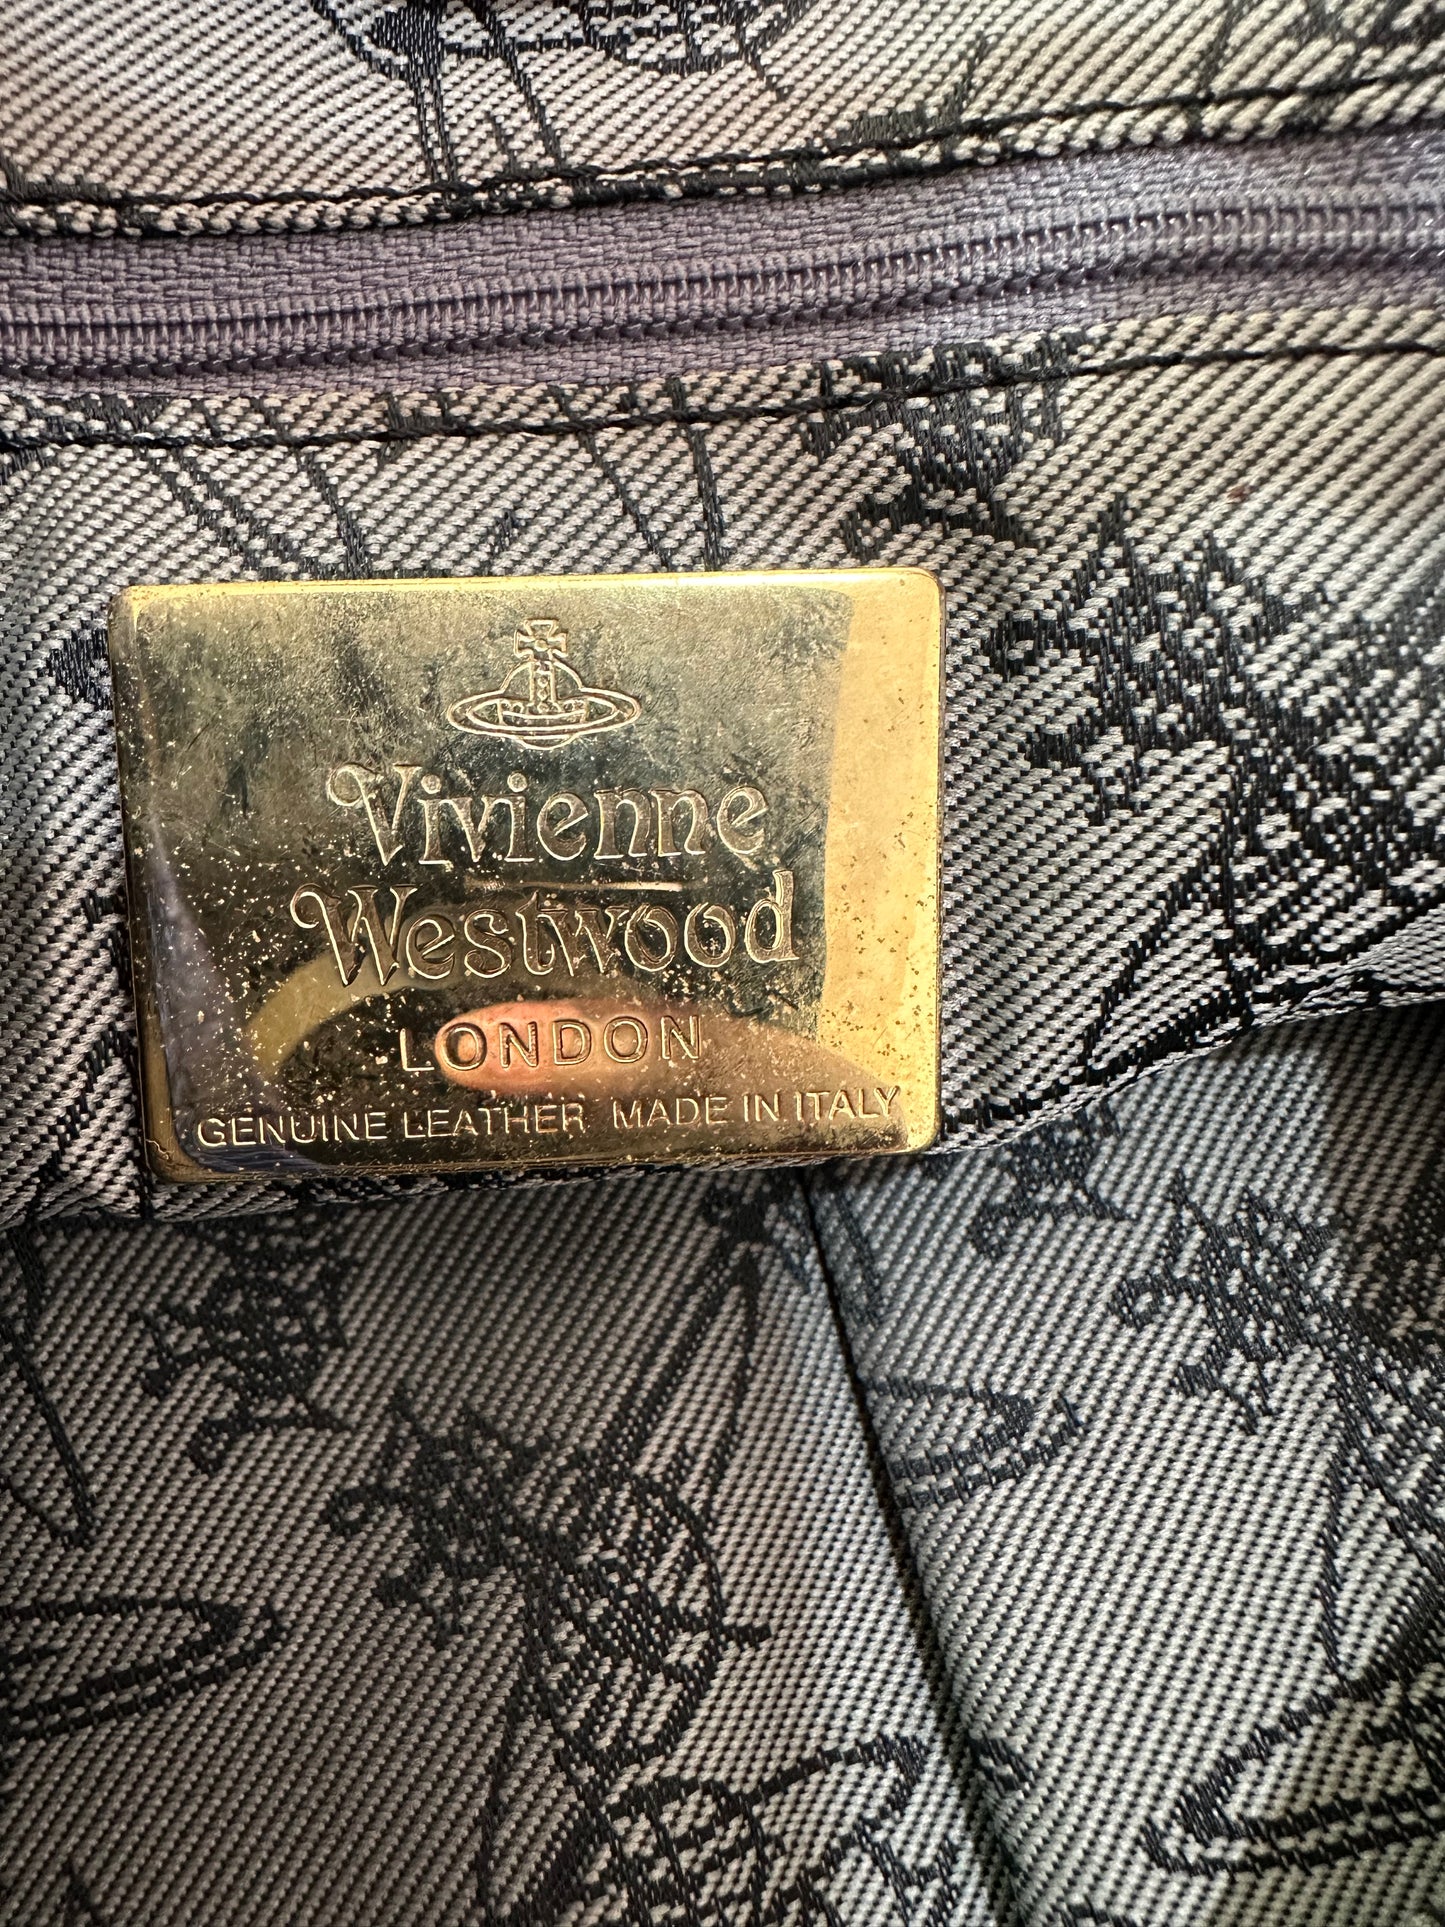 Vivienne
Westwood
LONDON
GENUINE LEATHER MADE IN ITALY